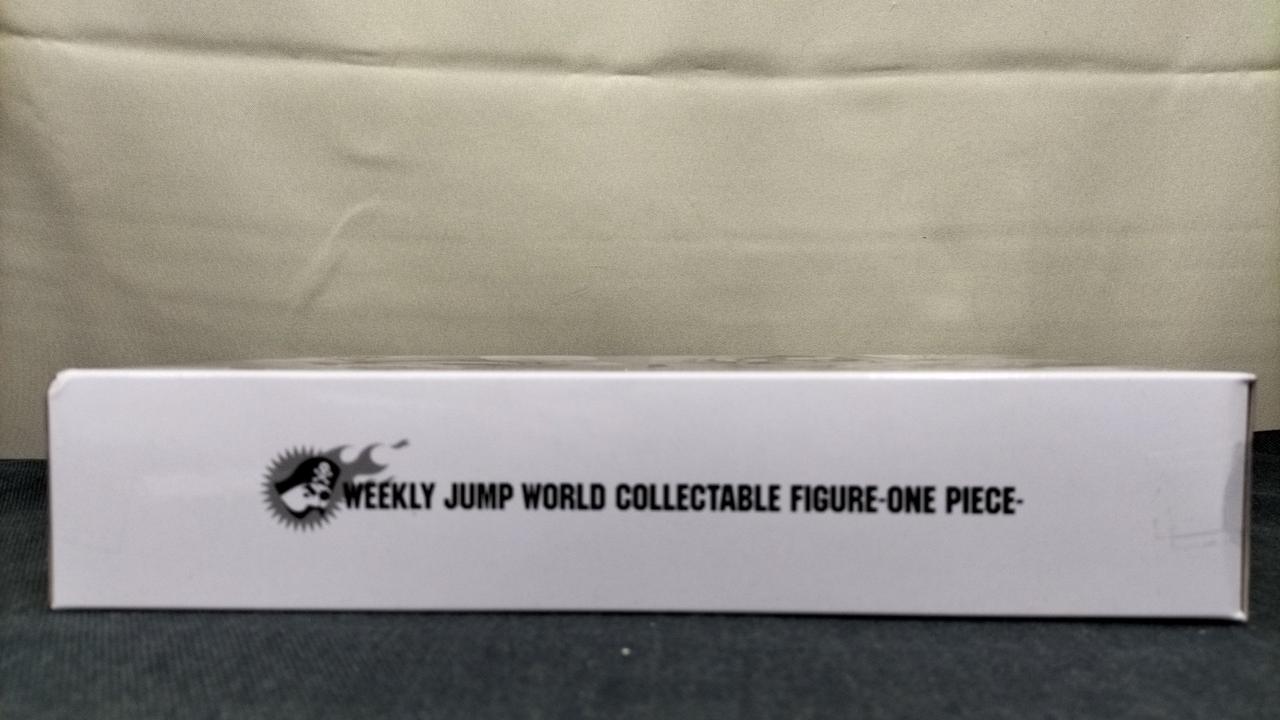 WEEKLY JUMP WORLD COLLECTABLE FIGURE-ONE PIECE-